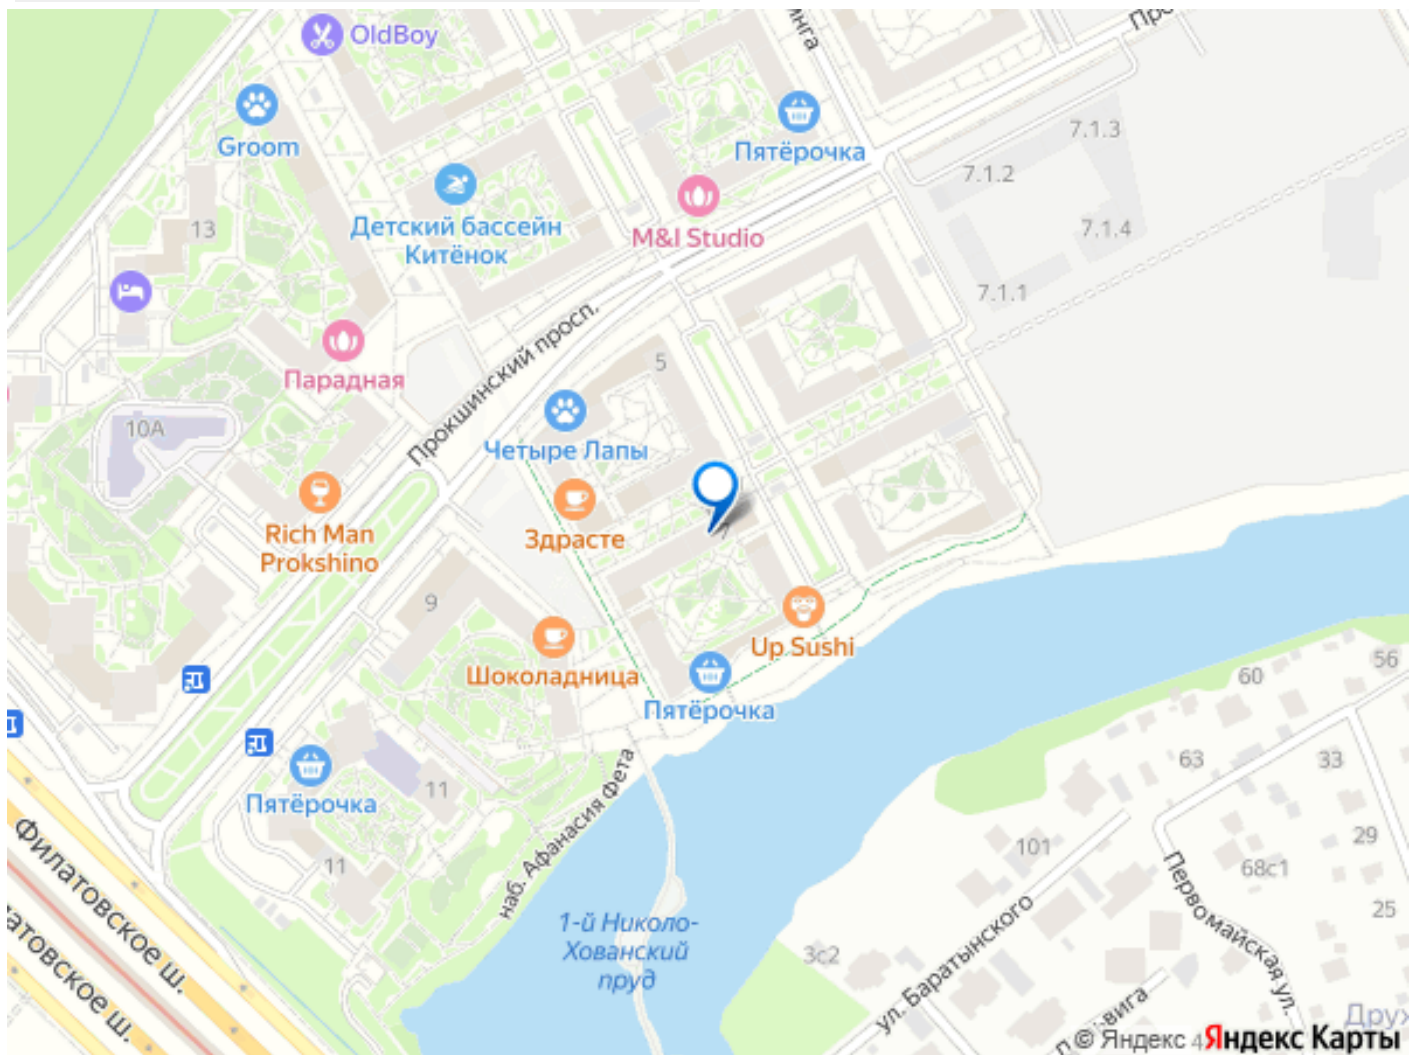 OldBoy
Groom
Пятёрочка
7.1.3
7.1.2
Детский бассейн
Китёнок
M&I Studio
13
7.1.4
7.1.1
Прокшинский просп.
5
Парадная
10А
Четыре Лапы
Rich Man
Prokshino
Здрасте
7
9
Up Sushi
Шоколадница
Пятёрочка
56
60
63
33
Пятёрочка
11
наб. Афанасия Фета
11
Филатовское ш.
101
29
68с1
25
1-й Николо-
Хованский
пруд
3с2
ул. Баратынского
Первомайская ул.
© Яндекс
4
Яндекс Карты